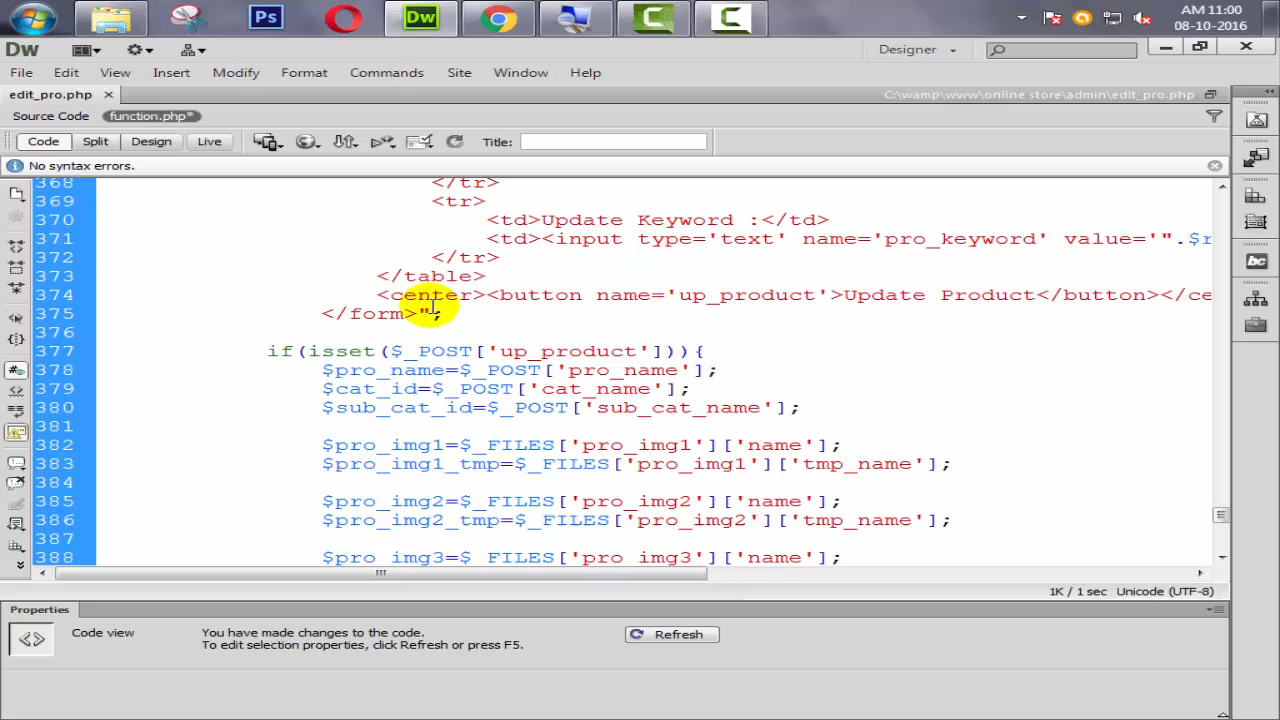 AM 11:00
08-10-2016
Ps
Dw
Dw
Designer
File Edit View Insert Modify Format Commands Site Window Help
edit_pro.php
C:\wamp\www\online store\admin\edit_pro.php
Source Code function.php*
Code Split Design Live Title:
No syntax errors.
368 </tr>
369 <tr>
370 <td>Update Keyword :</td>
371 <td><input type='text' name='pro_keyword' value='".$r
372 </tr>
373 </table>
374 <center><button name='up_product'>Update Product</button></ce
375 </form>";
376
377 if(isset($_POST['up_product'])){
378 $pro_name=$_POST['pro_name'];
379 $cat_id=$_POST['cat_name'];
380 $sub_cat_id=$_POST['sub_cat_name'];
381
382 $pro_img1=$_FILES['pro_img1']['name'];
383 $pro_img1_tmp=$_FILES['pro_img1']['tmp_name'];
384
385 $pro_img2=$_FILES['pro_img2']['name'];
386 $pro_img2_tmp=$_FILES['pro_img2']['tmp_name'];
387
388 $pro_img3=$_FILES['pro_img3']['name'];
1K / 1 sec Unicode (UTF-8)
Properties
Code view
You have made changes to the code.
To edit selection properties, click Refresh or press F5.
Refresh